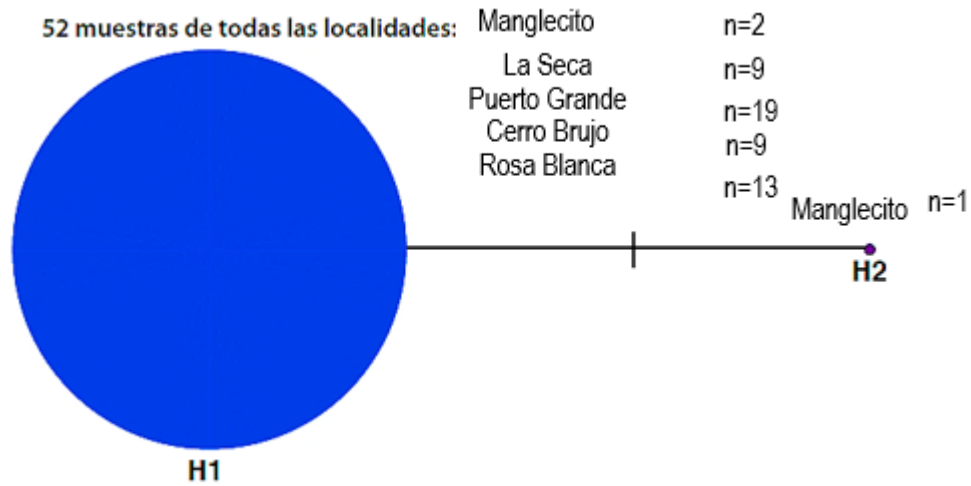 52 muestras de todas las localidades: Manglecito n=2
La Seca n=9
Puerto Grande n=19
Cerro Brujo n=9
Rosa Blanca n=13
Manglecito n=1
H2
H1